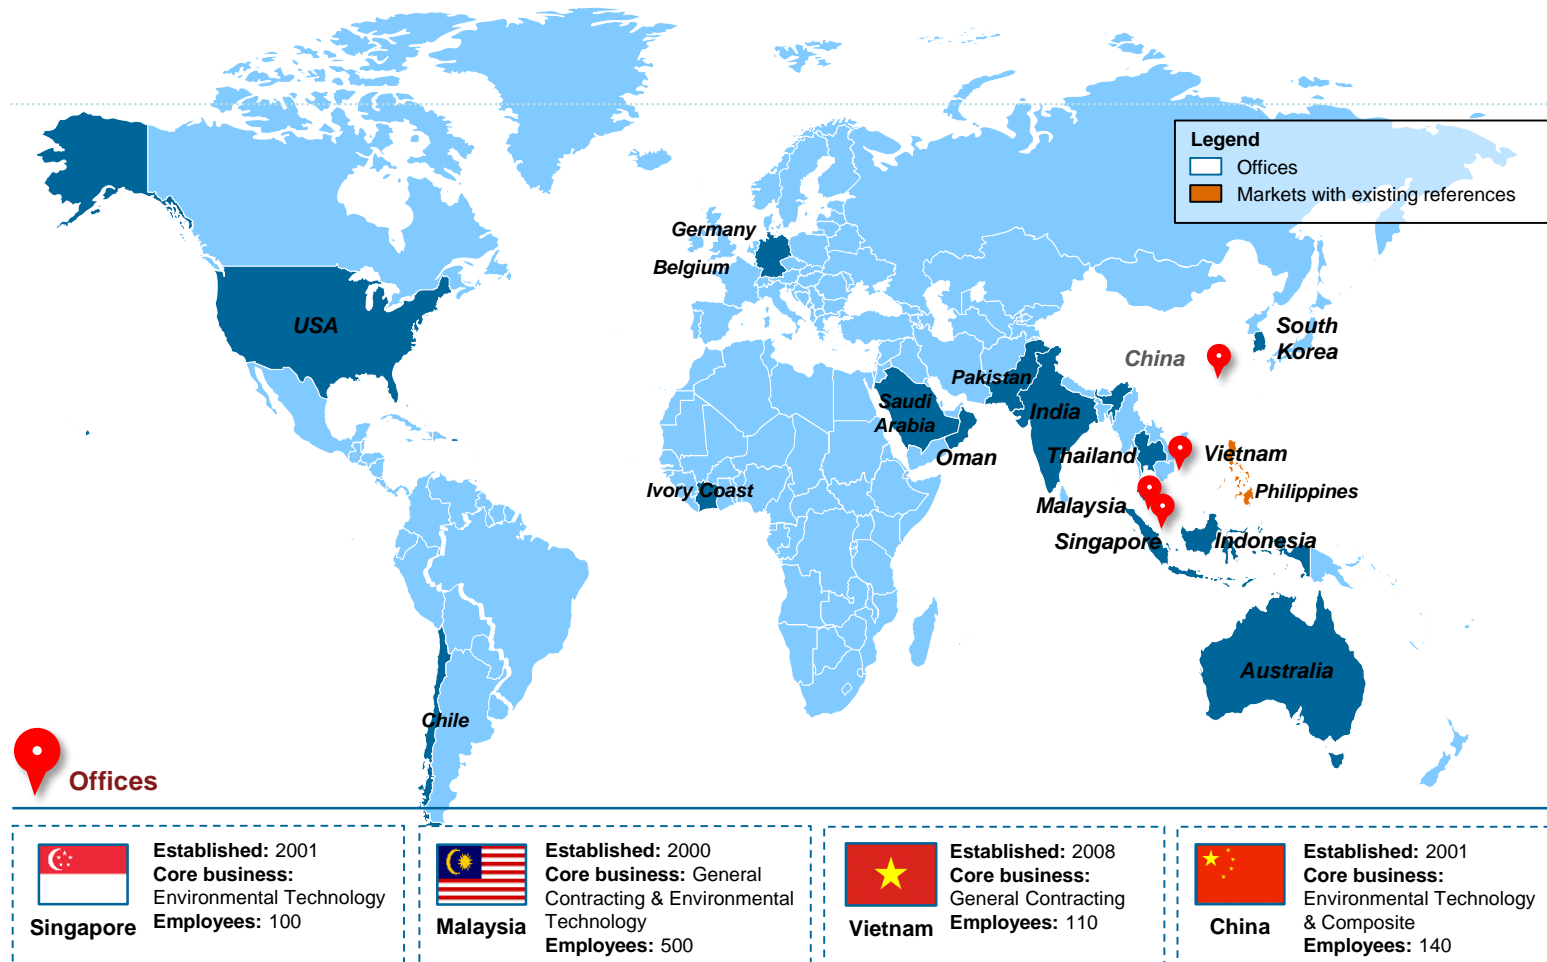 Legend
Offices
Markets with existing references
Germany
Belgium
USA
South
Korea
China
Pakistan
Saudi
Arabia
India
Oman
Thailand
Vietnam
Ivory Coast
Philippines
Malaysia
Singapore
Indonesia
Australia
Chile
Offices
Established: 2001
Core business:
Environmental Technology
Employees: 100
Singapore
Established: 2000
Core business: General
Contracting & Environmental
Technology
Employees: 500
Malaysia
Established: 2008
Core business:
General Contracting
Employees: 110
Vietnam
Established: 2001
Core business:
Environmental Technology
& Composite
Employees: 140
China